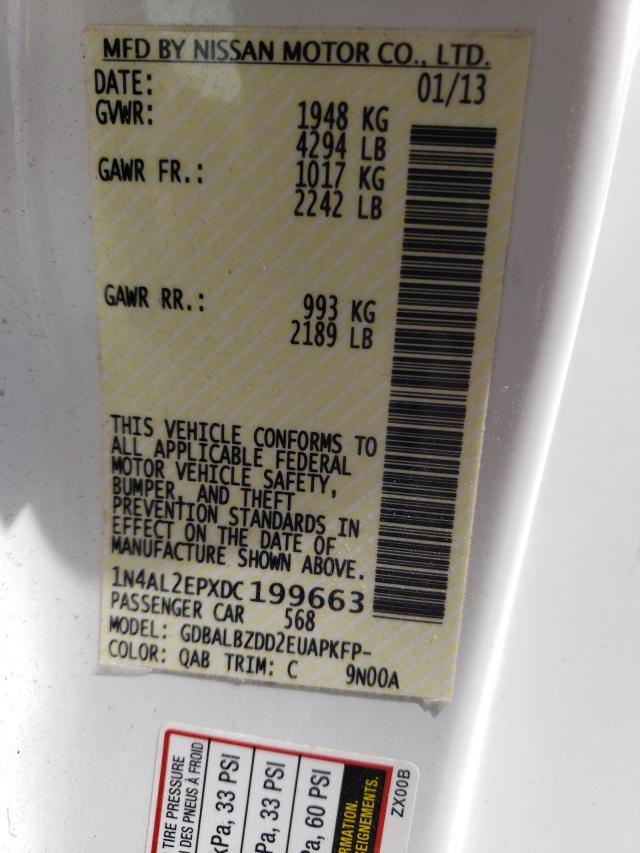 MFD BY NISSAN MOTOR CO., LTD.
DATE: 01/13
GVWR: 1948 KG
4294 LB
GAWR FR.: 1017 KG
2242 LB
GAWR RR.: 993 KG
2189 LB
THIS VEHICLE CONFORMS TO
ALL APPLICABLE FEDERAL
MOTOR VEHICLE SAFETY,
BUMPER, AND THEFT
PREVENTION STANDARDS IN
EFFECT ON THE DATE OF
MANUFACTURE SHOWN ABOVE.
1N4AL2EPXDC199663
PASSENGER CAR 568
MODEL: GDBALBZDD2EUAPKFP-
COLOR: QAB TRIM: C 9N00A
TIRE PRESSURE
DES PNEUS À FROID
kPa, 33 PSI
Pa, 33 PSI
Pa, 60 PSI
ZX00B